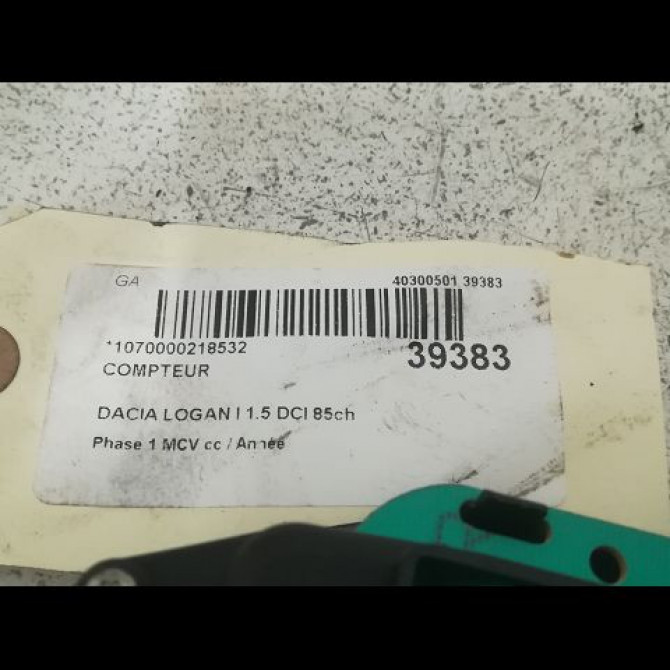 GA 40300501 39383
*1070000218532 39383
COMPTEUR
DACIA LOGAN I 1.5 DCI 85ch
Phase 1 MCV cc / Année